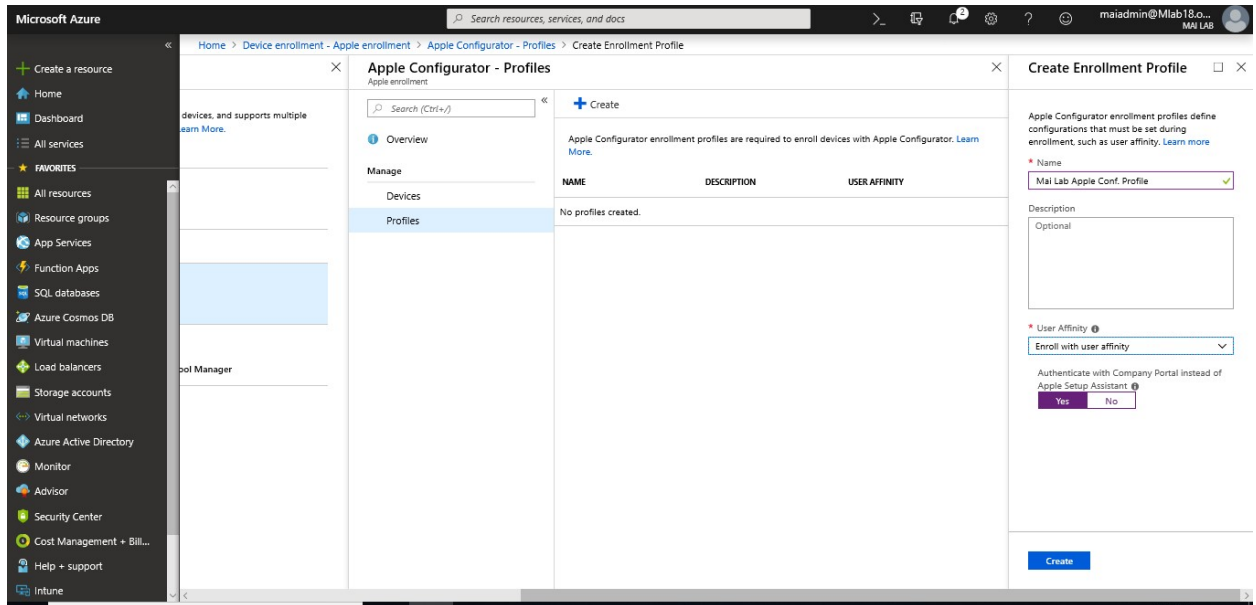 Microsoft Azure
Search resources, services, and docs
2
maiadmin@Mlab18.o...
MAI LAB
Home > Device enrollment - Apple enrollment > Apple Configurator - Profiles > Create Enrollment Profile
Create a resource
Home
Dashboard
All services
FAVORITES
All resources
Resource groups
App Services
Function Apps
SQL databases
Azure Cosmos DB
Virtual machines
Load balancers
Storage accounts
Virtual networks
Azure Active Directory
Monitor
Advisor
Security Center
Cost Management + Bill...
Help + support
Intune
devices, and supports multiple
earn More.
ool Manager
Apple Configurator - Profiles
Apple enrollment
Search (Ctrl+/)
Overview
Manage
Devices
Profiles
Create
Apple Configurator enrollment profiles are required to enroll devices with Apple Configurator. Learn
More.
NAME DESCRIPTION USER AFFINITY
No profiles created.
Create Enrollment Profile
Apple Configurator enrollment profiles define
configurations that must be set during
enrollment, such as user affinity. Learn more
* Name
Mai Lab Apple Conf. Profile
Description
Optional
* User Affinity
Enroll with user affinity
Authenticate with Company Portal instead of
Apple Setup Assistant
Yes No
Create